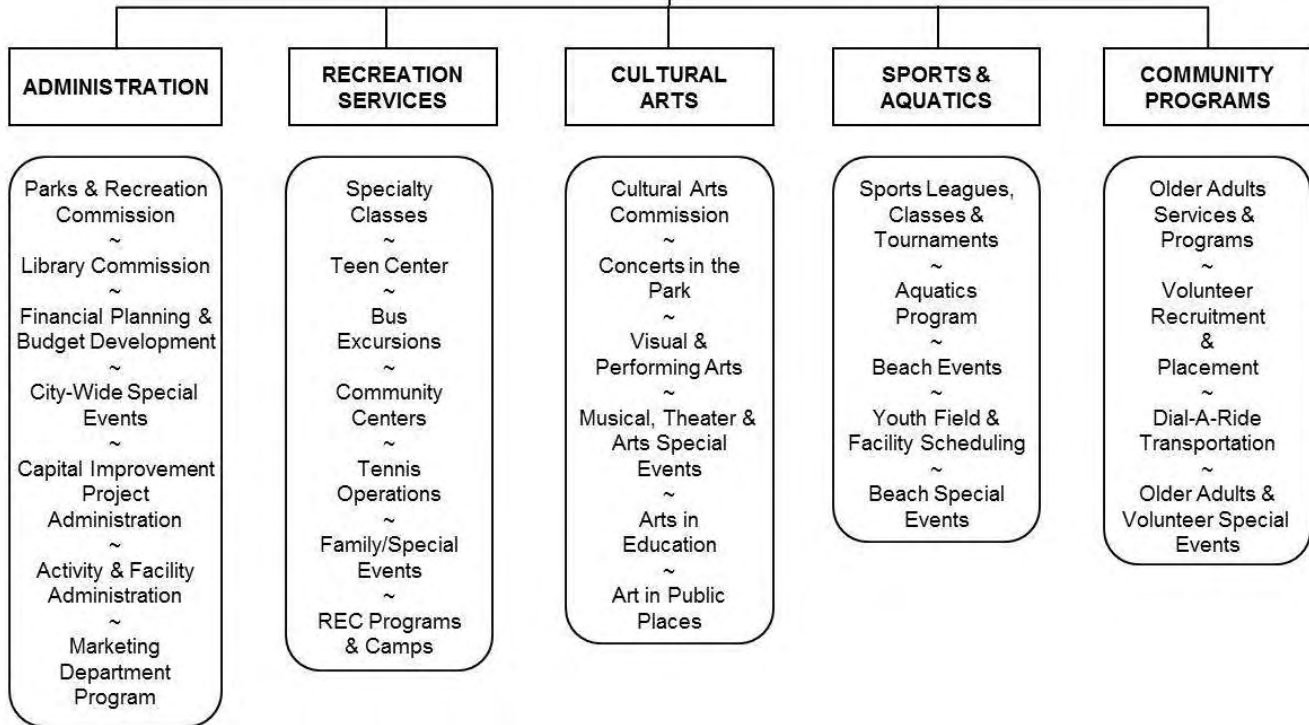 ADMINISTRATION
Parks & Recreation
Commission
~
Library Commission
~
Financial Planning &
Budget Development
~
City-Wide Special
Events
~
Capital Improvement
Project
Administration
~
Activity & Facility
Administration
~
Marketing
Department
Program
RECREATION
SERVICES
Specialty
Classes
~
Teen Center
~
Bus
Excursions
~
Community
Centers
~
Tennis
Operations
~
Family/Special
Events
~
REC Programs
& Camps
CULTURAL
ARTS
Cultural Arts
Commission
~
Concerts in the
Park
~
Visual &
Performing Arts
~
Musical, Theater &
Arts Special
Events
~
Arts in
Education
~
Art in Public
Places
SPORTS &
AQUATICS
Sports Leagues,
Classes &
Tournaments
~
Aquatics
Program
~
Beach Events
~
Youth Field &
Facility Scheduling
~
Beach Special
Events
COMMUNITY
PROGRAMS
Older Adults
Services &
Programs
~
Volunteer
Recruitment
&
Placement
~
Dial-A-Ride
Transportation
~
Older Adults &
Volunteer Special
Events